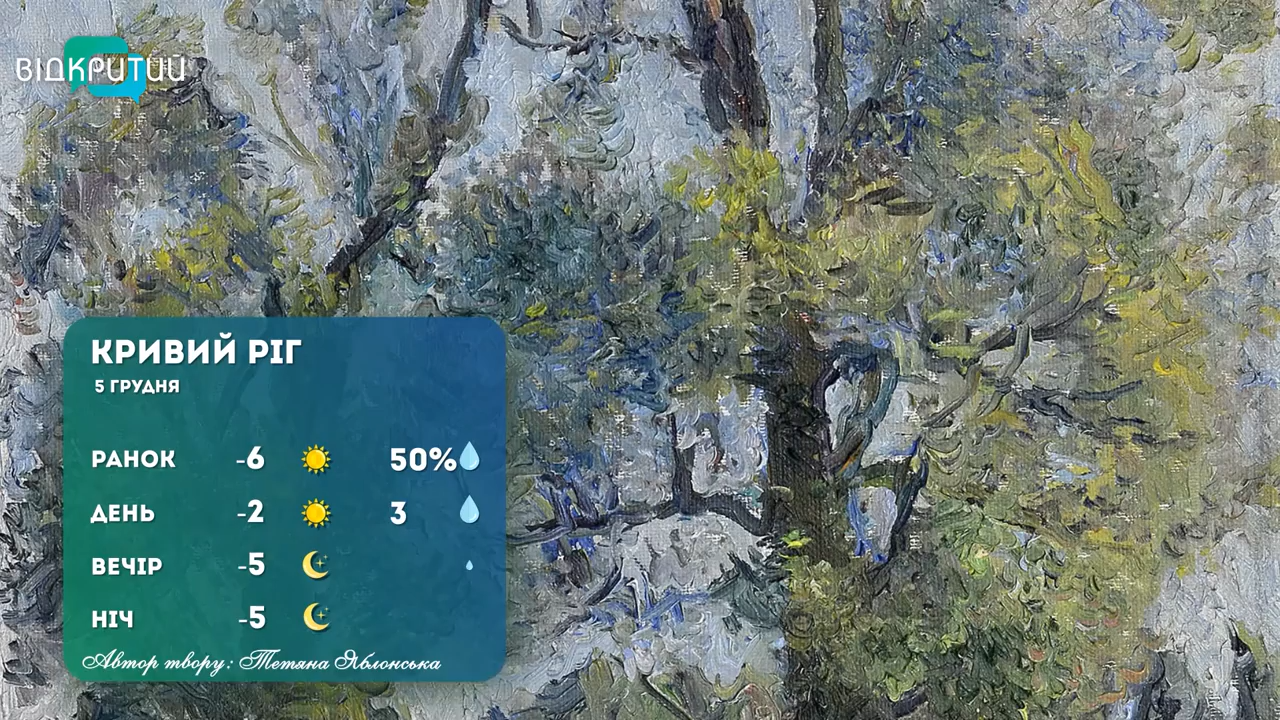 ВІДКРИТИЙ
КРИВИЙ РІГ
5 ГРУДНЯ
РАНОК -6 50%
ДЕНЬ -2 3
ВЕЧІР -5
НІЧ -5
Автор твору: Тетяна Яблонська